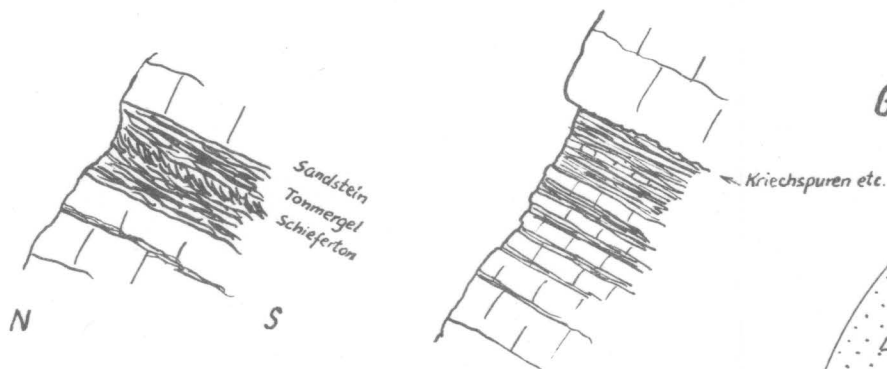 Sandstein
Tonmergel
Schieferton
Kriechspuren etc.
N
S